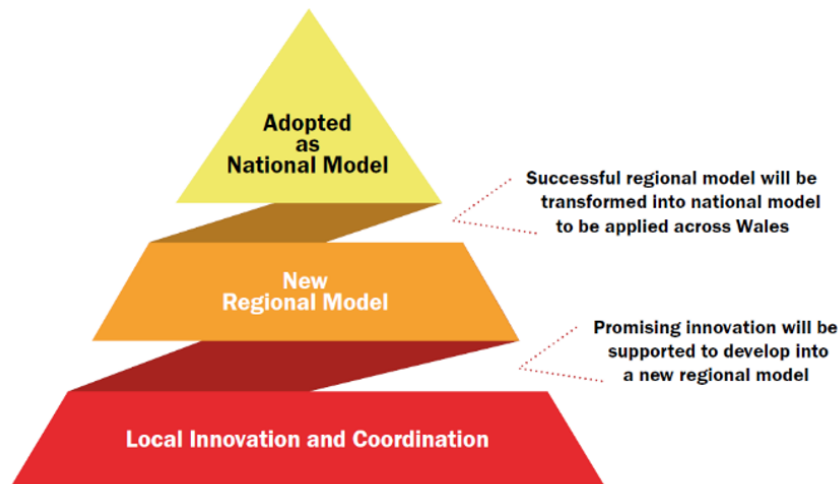 Adopted
as
National Model
Successful regional model will be
transformed into national model
to be applied across Wales
New
Regional Model
Promising innovation will be
supported to develop into
a new regional model
Local Innovation and Coordination